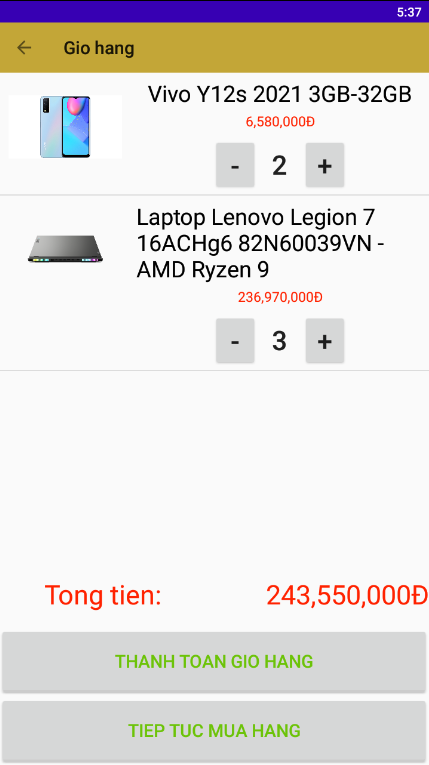 5:37
Gio hang
Vivo Y12s 2021 3GB-32GB
6,580,000Đ
- 2 +
Laptop Lenovo Legion 7
16ACHg6 82N60039VN -
AMD Ryzen 9
236,970,000Đ
- 3 +
Tong tien: 243,550,000Đ
THANH TOAN GIO HANG
TIEP TUC MUA HANG